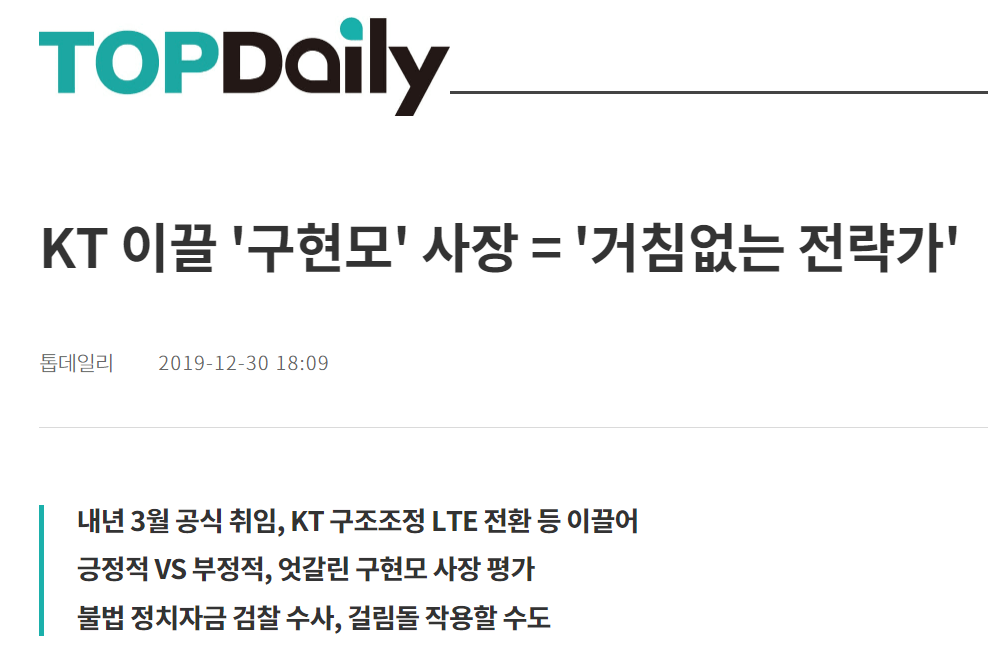 TOPDaily
KT 이끌 '구현모' 사장 = '거침없는 전략가'
톱데일리 2019-12-30 18:09
내년 3월 공식 취임, KT 구조조정 LTE 전환 등 이끌어
긍정적 VS 부정적, 엇갈린 구현모 사장 평가
불법 정치자금 검찰 수사, 걸림돌 작용할 수도